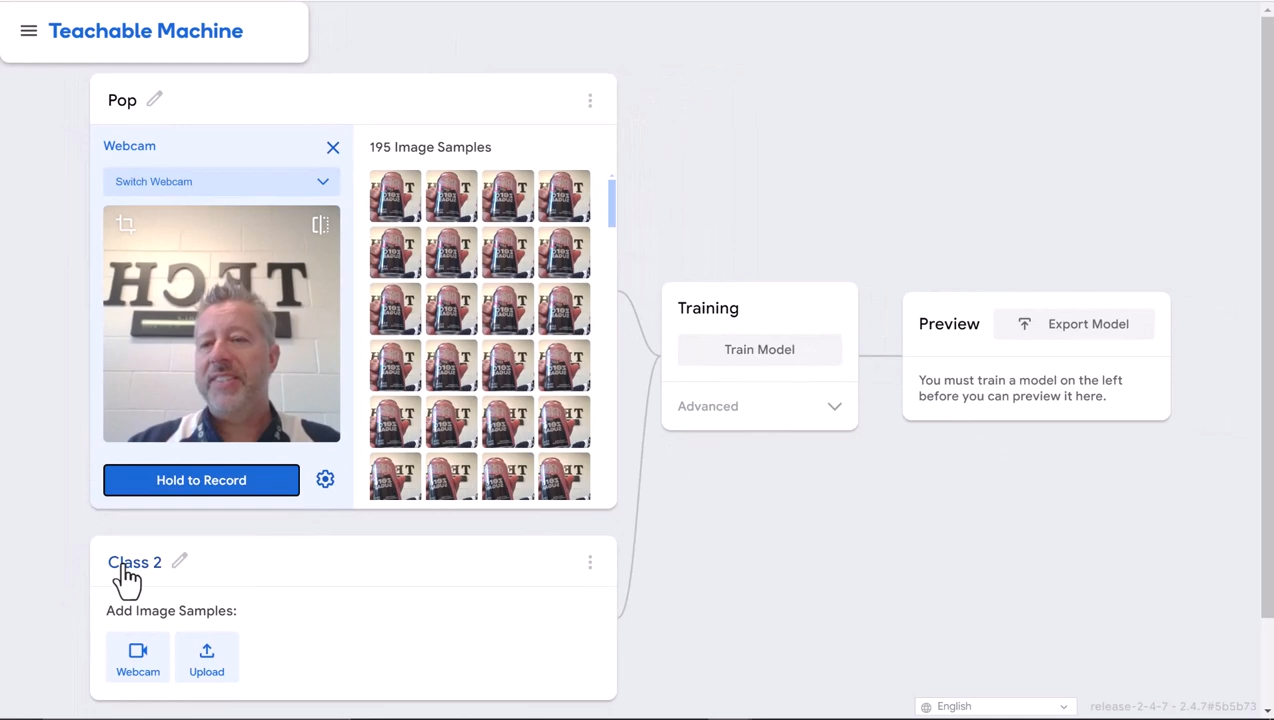 Teachable Machine
Pop
Webcam
Switch Webcam
TECH
Hold to Record
195 Image Samples
Class 2
Add Image Samples:
Webcam
Upload
Training
Train Model
Advanced
Preview
Export Model
You must train a model on the left
before you can preview it here.
English
release-2-4-7 - 2.4.7#5b5b73